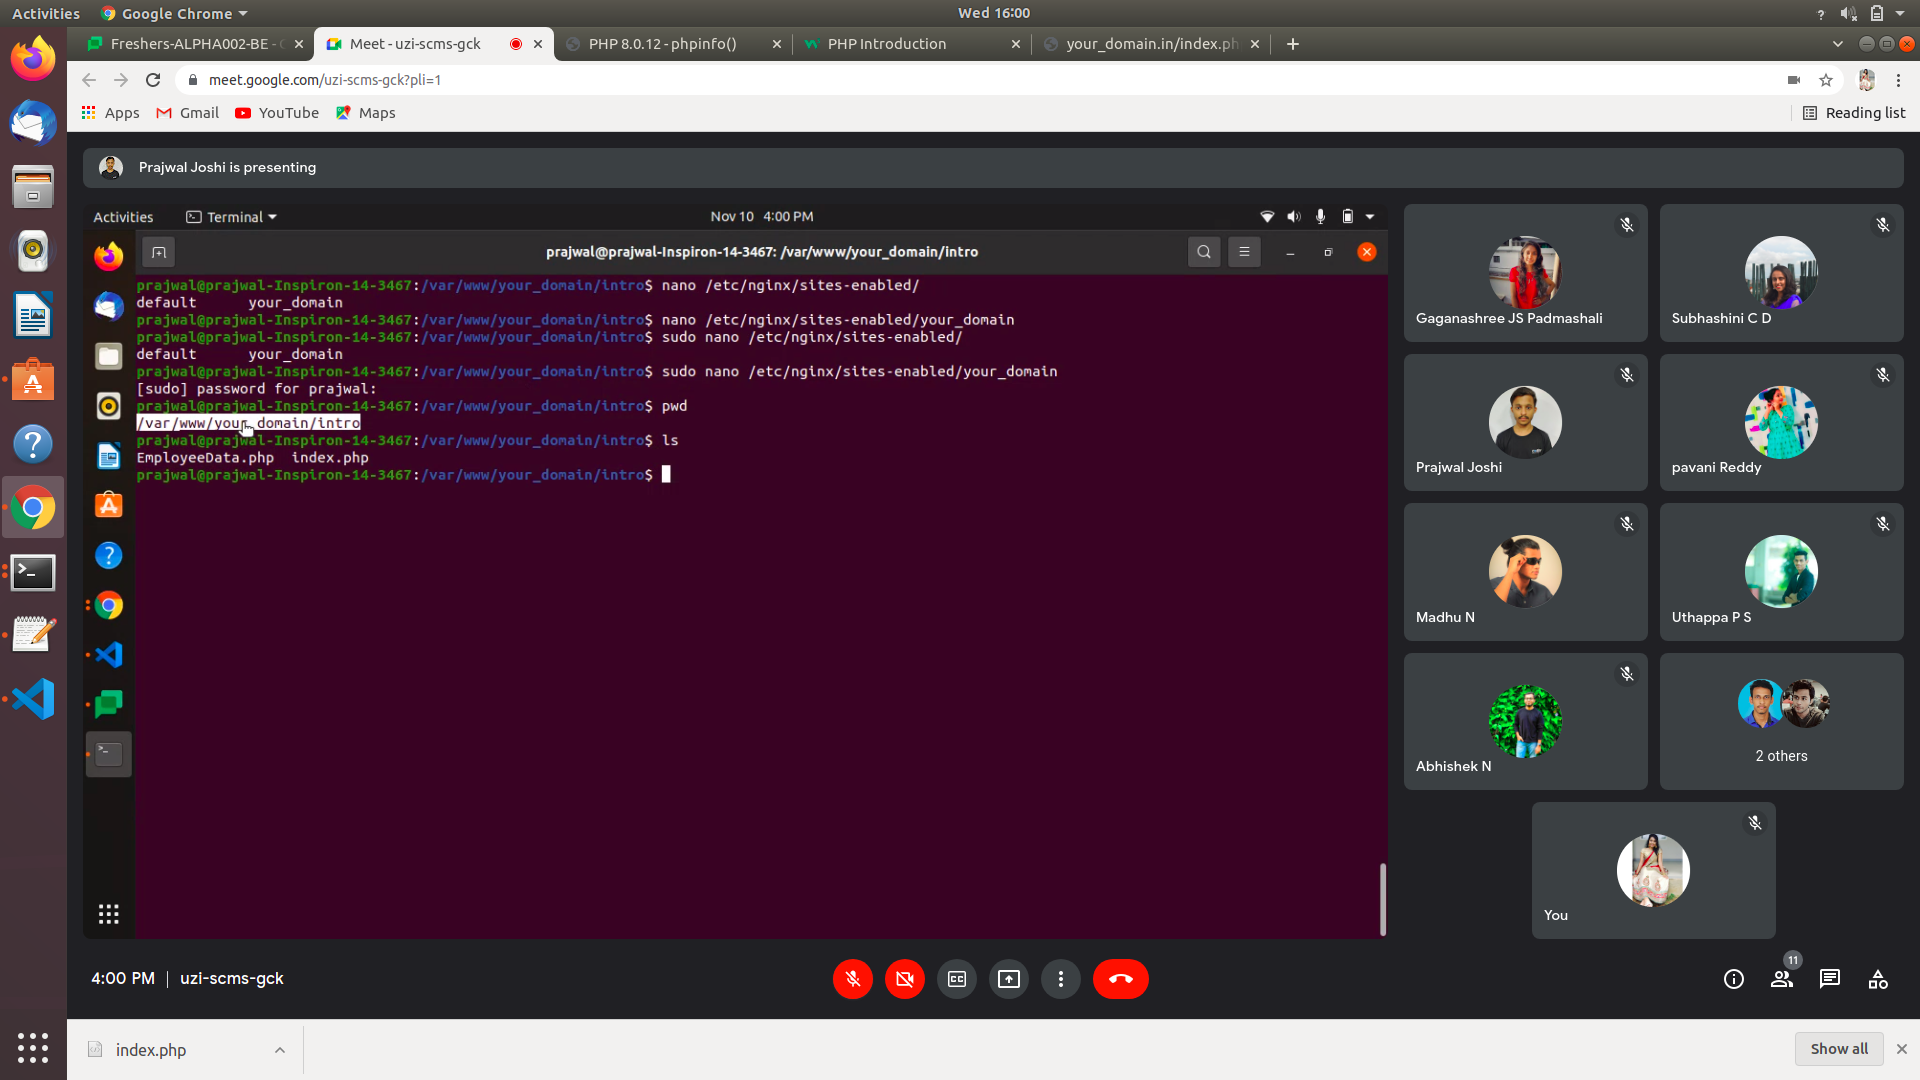 Activities
Google Chrome
Wed 16:00
?
Freshers-ALPHA002-BE - C
Meet - uzi-scms-gck
PHP 8.0.12 - phpinfo()
PHP Introduction
your_domain.in/index.ph
meet.google.com/uzi-scms-gck?pli=1
Apps
Gmail
YouTube
Maps
Reading list
Prajwal Joshi is presenting
Activities
Terminal
Nov 10 4:00 PM
prajwal@prajwal-Inspiron-14-3467: /var/www/your_domain/intro
prajwal@prajwal-Inspiron-14-3467:/var/www/your_domain/intro$ nano /etc/nginx/sites-enabled/
default your_domain
prajwal@prajwal-Inspiron-14-3467:/var/www/your_domain/intro$ nano /etc/nginx/sites-enabled/your_domain
prajwal@prajwal-Inspiron-14-3467:/var/www/your_domain/intro$ sudo nano /etc/nginx/sites-enabled/
default your_domain
prajwal@prajwal-Inspiron-14-3467:/var/www/your_domain/intro$ sudo nano /etc/nginx/sites-enabled/your_domain
[sudo] password for prajwal:
prajwal@prajwal-Inspiron-14-3467:/var/www/your_domain/intro$ pwd
/var/www/your_domain/intro
prajwal@prajwal-Inspiron-14-3467:/var/www/your_domain/intro$ ls
EmployeeData.php index.php
prajwal@prajwal-Inspiron-14-3467:/var/www/your_domain/intro$
Gaganashree JS Padmashali
Subhashini C D
Prajwal Joshi
pavani Reddy
Madhu N
Uthappa P S
Abhishek N
2 others
You
4:00 PM | uzi-scms-gck
CC
11
index.php
Show all